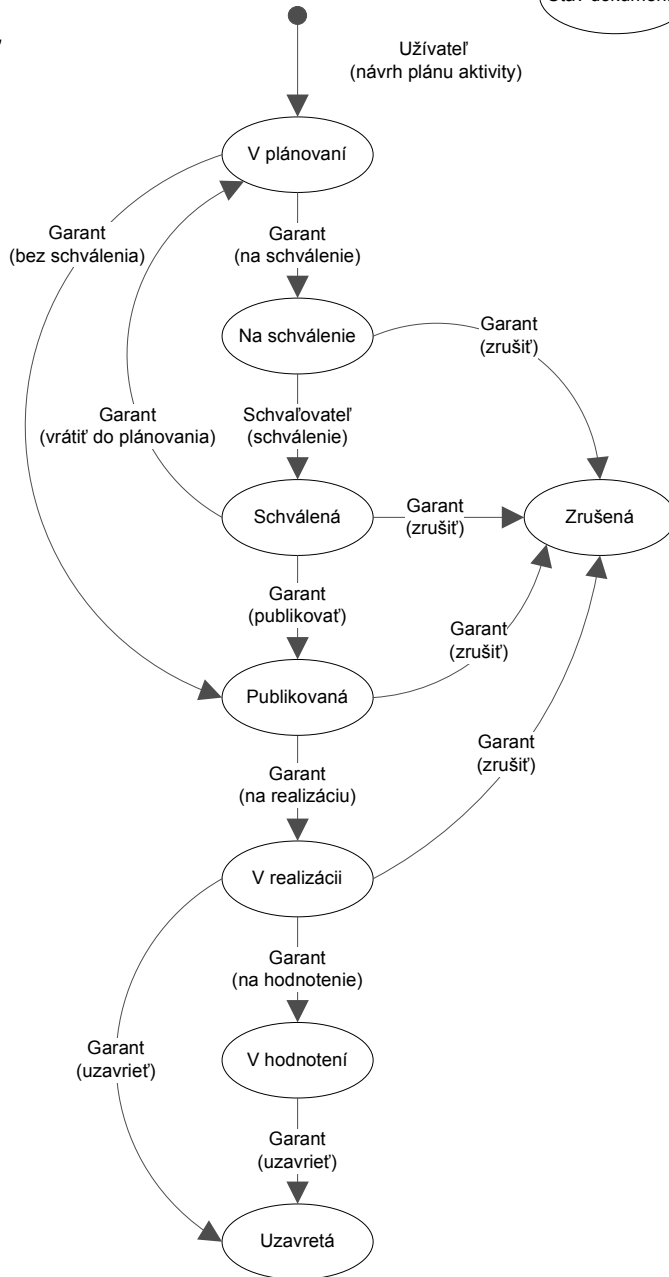 Užívateľ
(návrh plánu aktivity)
V plánovaní
Garant
(bez schválenia)
Garant
(na schválenie)
Na schválenie
Garant
(zrušiť)
Garant
(vrátiť do plánovania)
Schvaľovateľ
(schválenie)
Schválená
Garant
(zrušiť)
Zrušená
Garant
(publikovať)
Garant
(zrušiť)
Publikovaná
Garant
(zrušiť)
Garant
(na realizáciu)
V realizácii
Garant
(na hodnotenie)
Garant
(uzavrieť)
V hodnotení
Garant
(uzavrieť)
Uzavretá